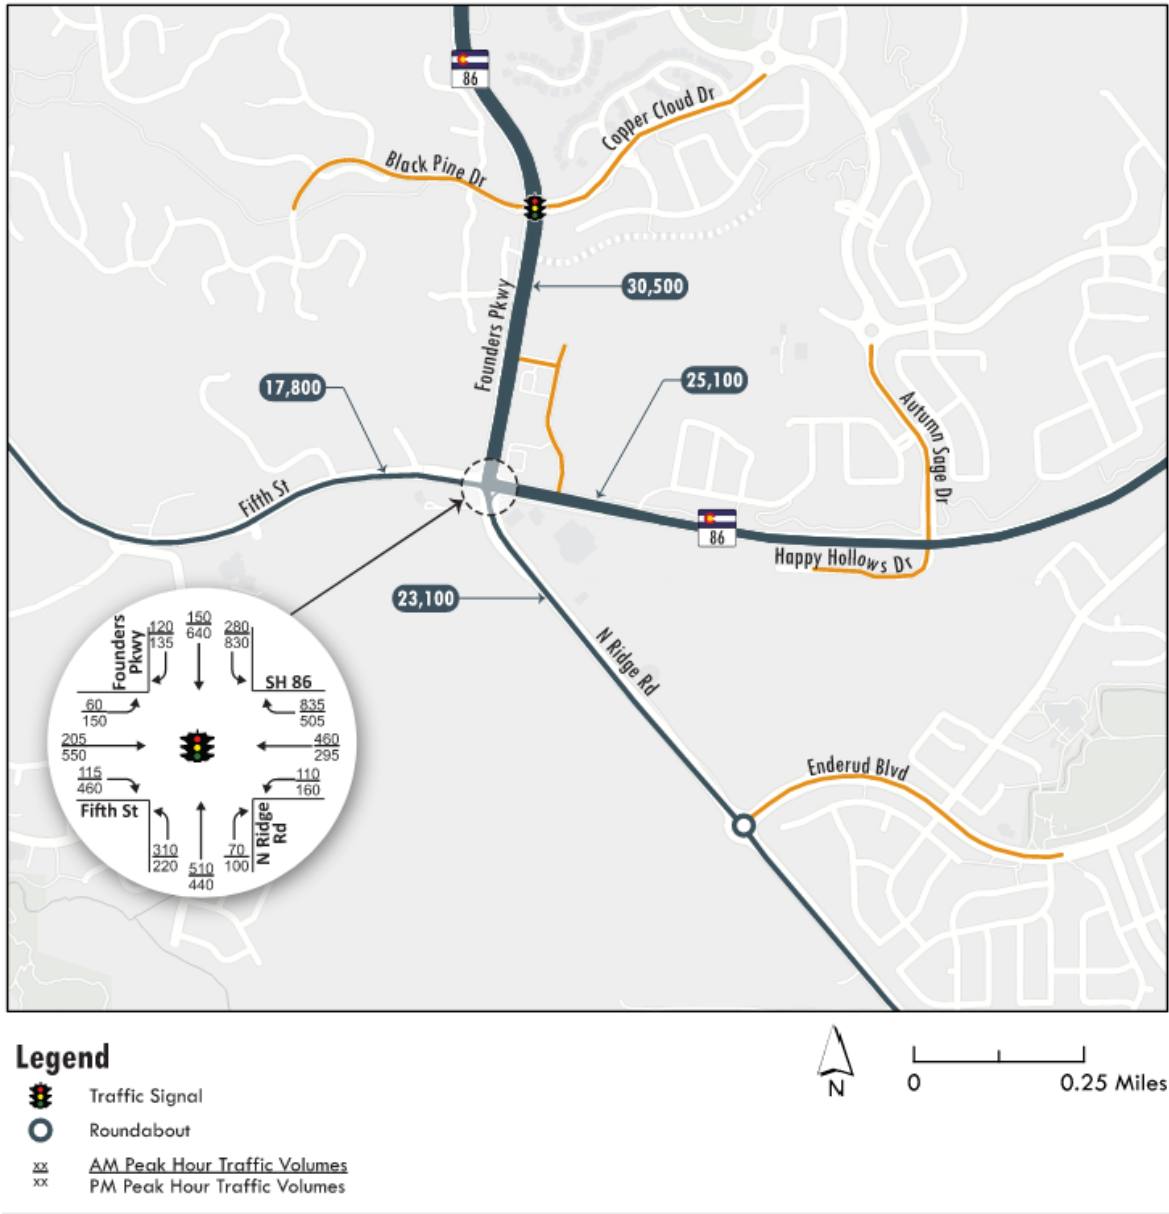 86
Copper Cloud Dr
Black Pine Dr
30,500
Founders Pkwy
17,800
25,100
Autumn Sage Dr
Fifth St
86
Happy Hollows Dr
23,100
N Ridge Rd
Enderud Blvd
Founders
Pkwy
120
135
150
640
280
830
SH 86
60
150
835
505
205
550
460
295
115
460
110
160
Fifth St
310
220
510
440
70
100
N Ridge
Rd
Legend
Traffic Signal
Roundabout
xx
xx
AM Peak Hour Traffic Volumes
PM Peak Hour Traffic Volumes
N
0
0.25 Miles